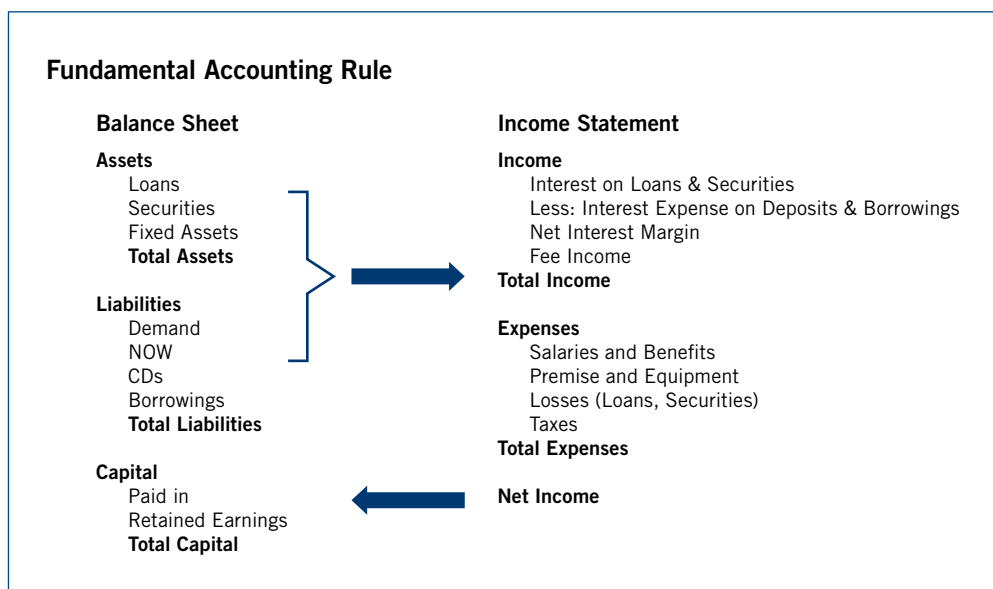 Fundamental Accounting Rule
Balance Sheet
Assets
Loans
Securities
Fixed Assets
Total Assets
Liabilities
Demand
NOW
CDs
Borrowings
Total Liabilities
Capital
Paid in
Retained Earnings
Total Capital
Income Statement
Income
Interest on Loans & Securities
Less: Interest Expense on Deposits & Borrowings
Net Interest Margin
Fee Income
Total Income
Expenses
Salaries and Benefits
Premise and Equipment
Losses (Loans, Securities)
Taxes
Total Expenses
Net Income